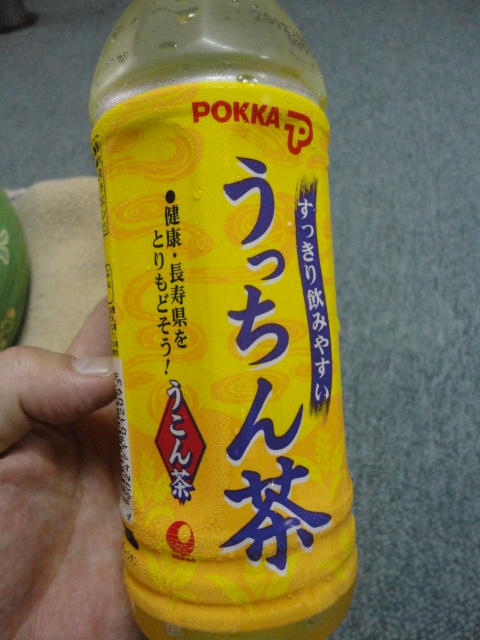 POKKA
すっきり飲みやすい
うっちん茶
●健康・長寿県を
とりもどそう!
うこん茶